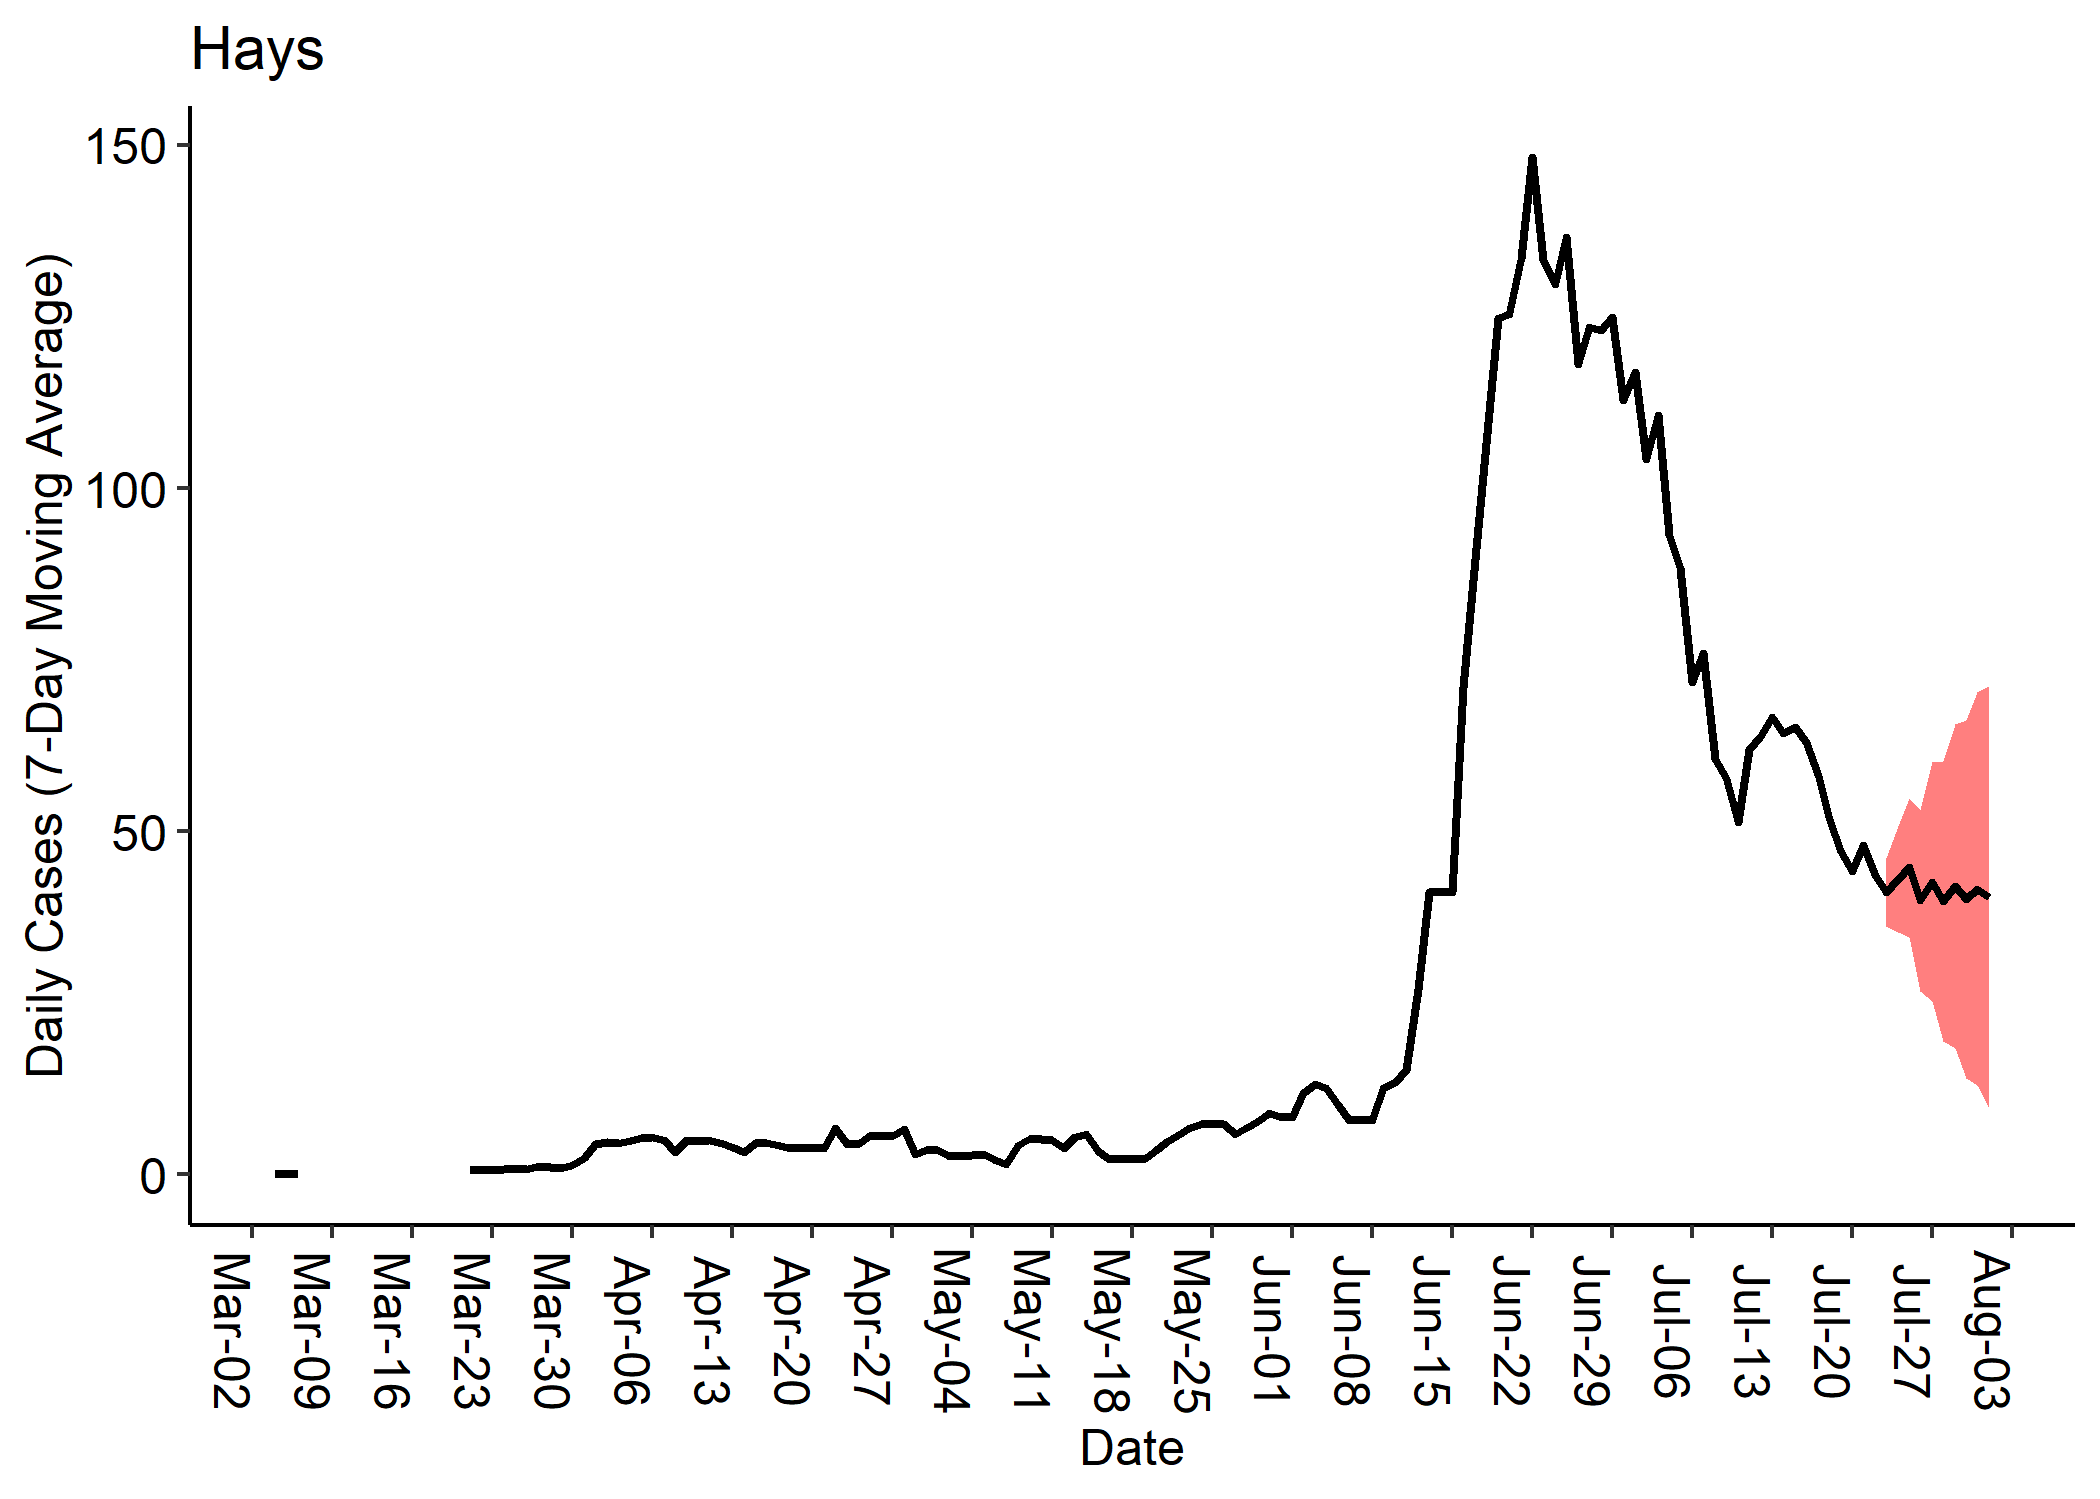 Hays
Daily Cases (7-Day Moving Average)
150
100
50
0
Mar-02
Mar-09
Mar-16
Mar-23
Mar-30
Apr-06
Apr-13
Apr-20
Apr-27
May-04
May-11
May-18
May-25
Jun-01
Jun-08
Jun-15
Jun-22
Jun-29
Jul-06
Jul-13
Jul-20
Jul-27
Aug-03
Date